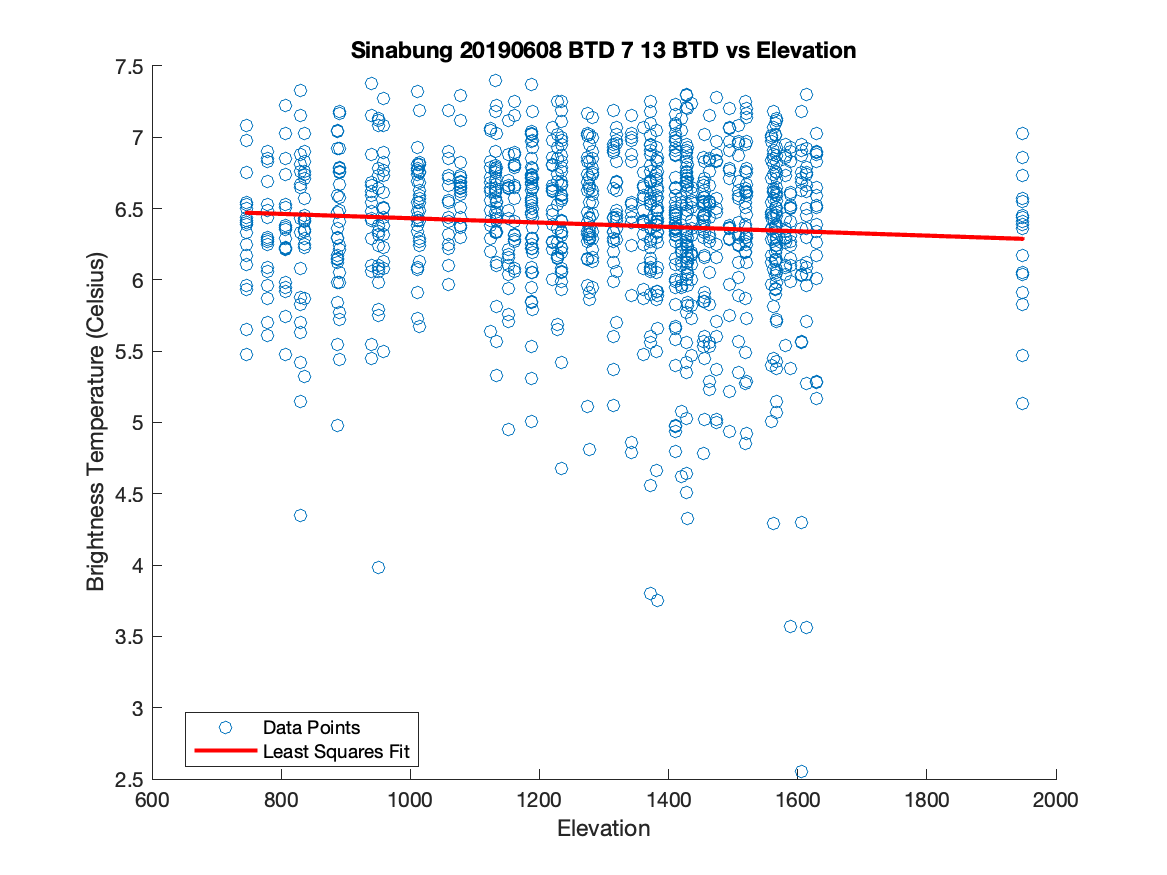 Sinabung 20190608 BTD 7 13 BTD vs Elevation
7.5
7
6.5
6
5.5
5
4.5
4
3.5
3
2.5
Brightness Temperature (Celsius)
Data Points
Least Squares Fit
600 800 1000 1200 1400 1600 1800 2000
Elevation